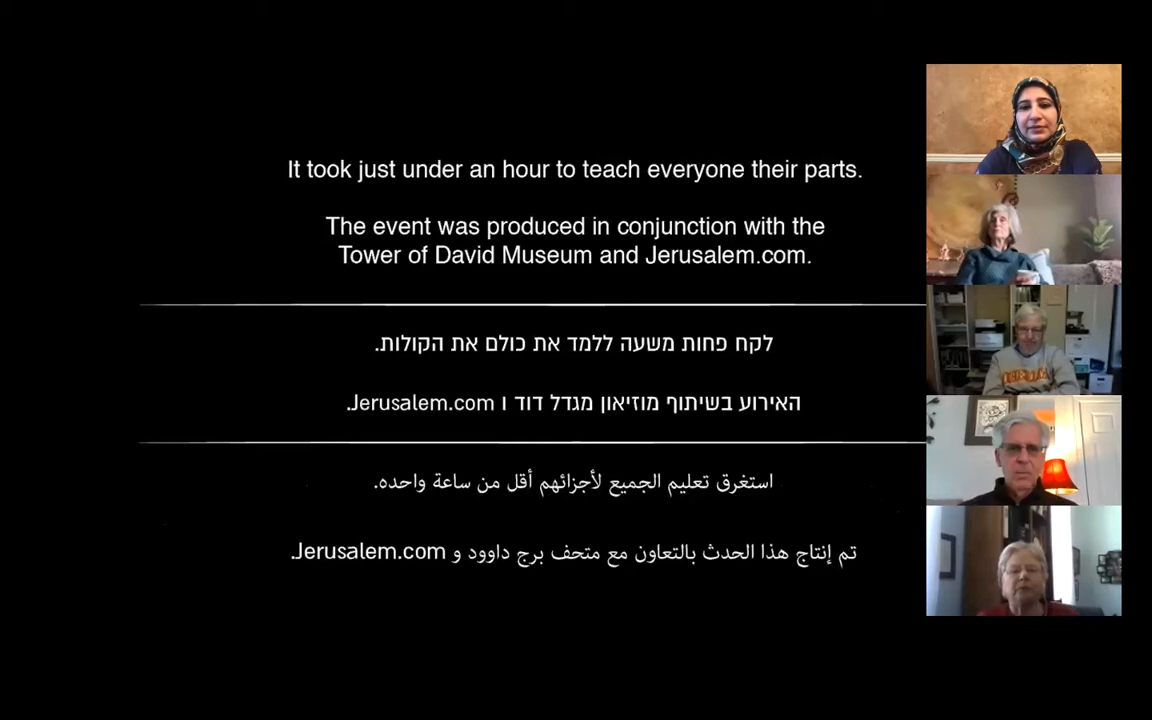 It took just under an hour to teach everyone their parts.
The event was produced in conjunction with the
Tower of David Museum and Jerusalem.com.
לקח פחות משעה ללמד את כולם את הקולות.
האירוע בשיתוף מוזיאון מגדל דוד ו Jerusalem.com.
استغرق تعليم الجميع لأجزائهم أقل من ساعة واحده.
تم إنتاج هذا الحدث بالتعاون مع متحف برج داوود و Jerusalem.com.